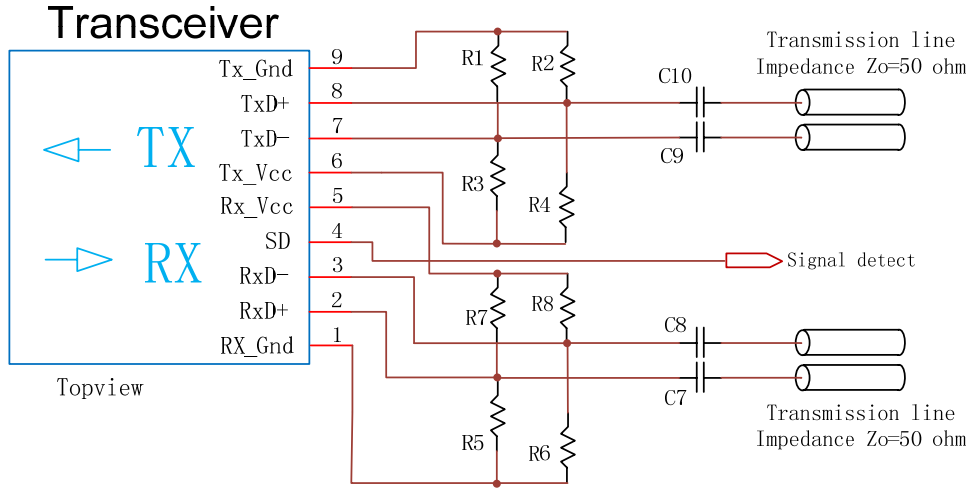 Transceiver
Tx_Gnd 9
TxD+ 8
TxD- 7
Tx_Vcc 6
Rx_Vcc 5
SD 4
RxD- 3
RxD+ 2
RX_Gnd 1
TX
RX
Topview
R1
R2
R3
R4
C10
C9
Transmission line
Impedance Zo=50 ohm
Signal detect
R7
R8
R5
R6
C8
C7
Transmission line
Impedance Zo=50 ohm